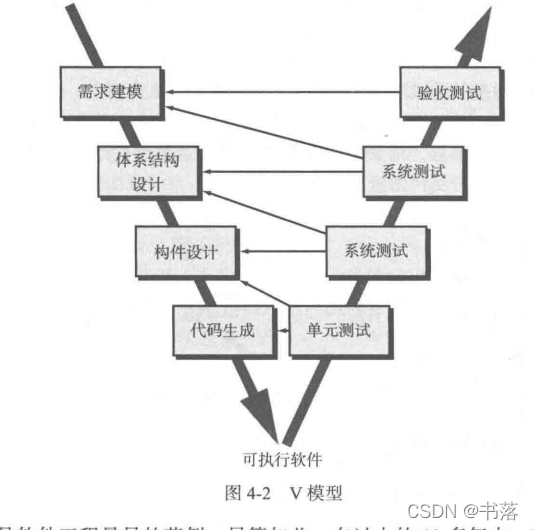 需求建模
验收测试
体系结构
设计
系统测试
构件设计
系统测试
代码生成
单元测试
可执行软件
图 4-2 V 模型
CSDN @书落